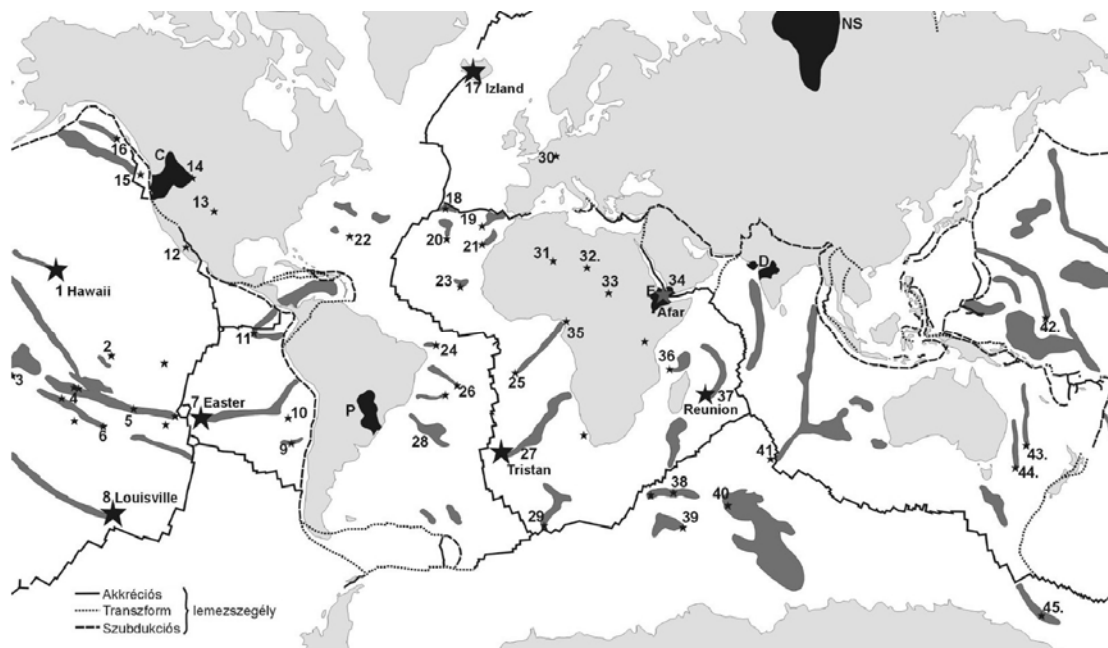 NS
17 Izland
30
16
C
14
15
18
13
19
20
21
22
12
31
32.
D
1 Hawaii
23
33
34
E
Afar
35
42.
11
2
24
36
3
25
26
37
Reunion
4
7 Easter
P
5
10
6
28
9
27
Tristan
41
43.
44.
8 Louisville
38
40
29
39
Akkréciós
Transzform
lemezszegély
Szubdukciós
45.